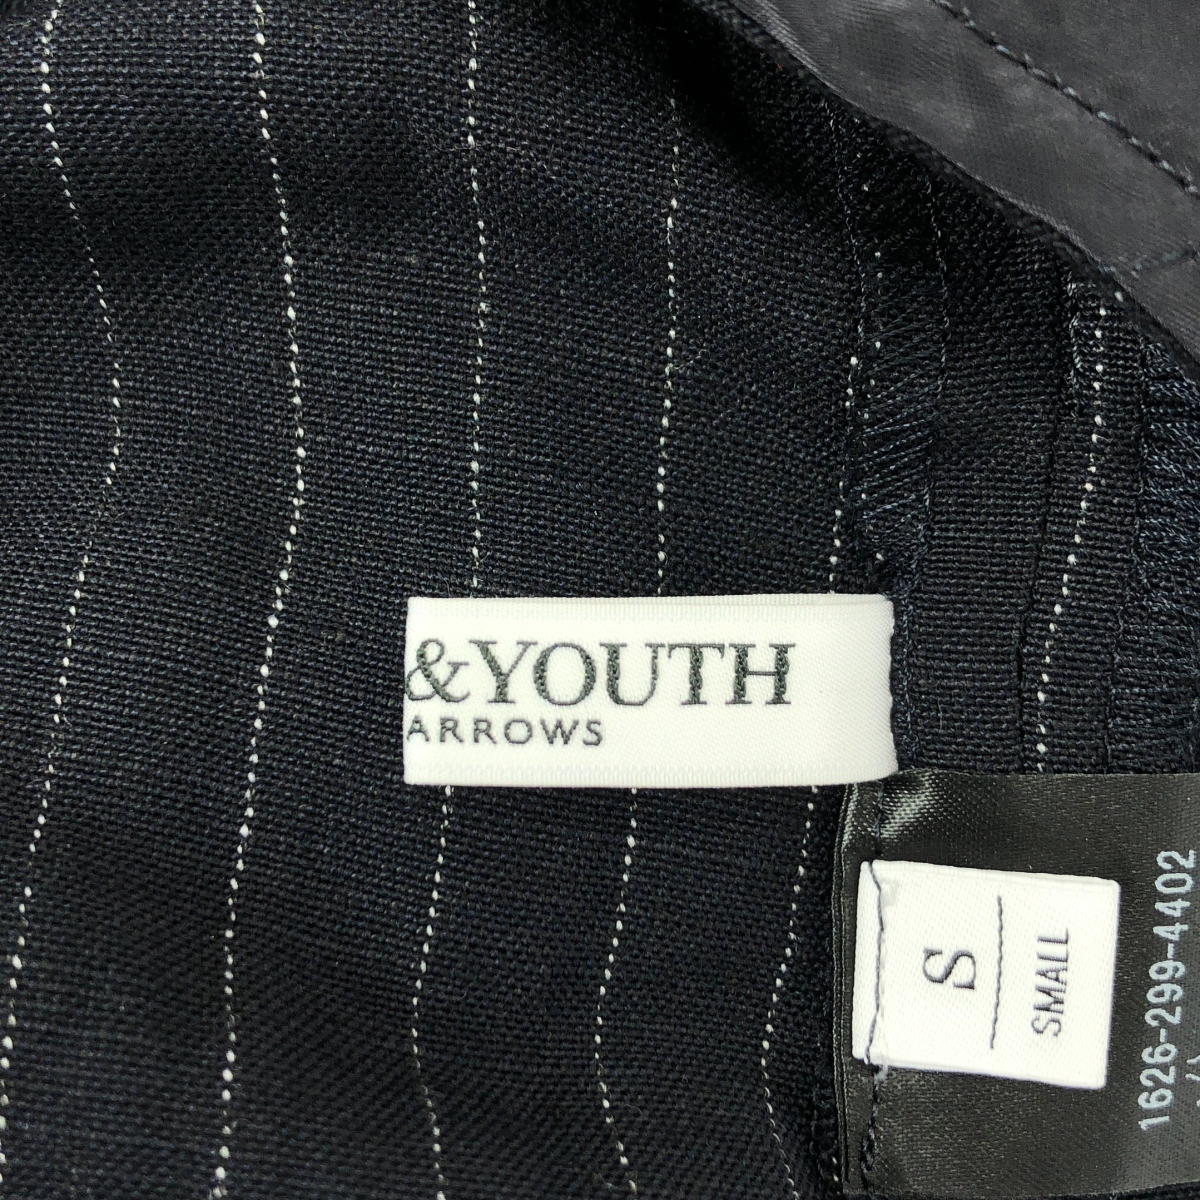 &YOUTH
ARROWS
S
SMALL
1626-299-4402